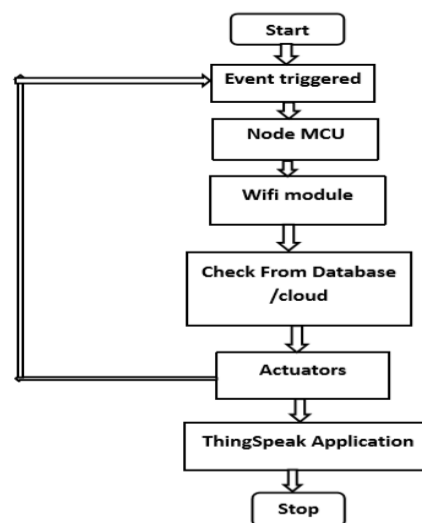 Start
Event triggered
Node MCU
Wifi module
Check From Database
/cloud
Actuators
ThingSpeak Application
Stop